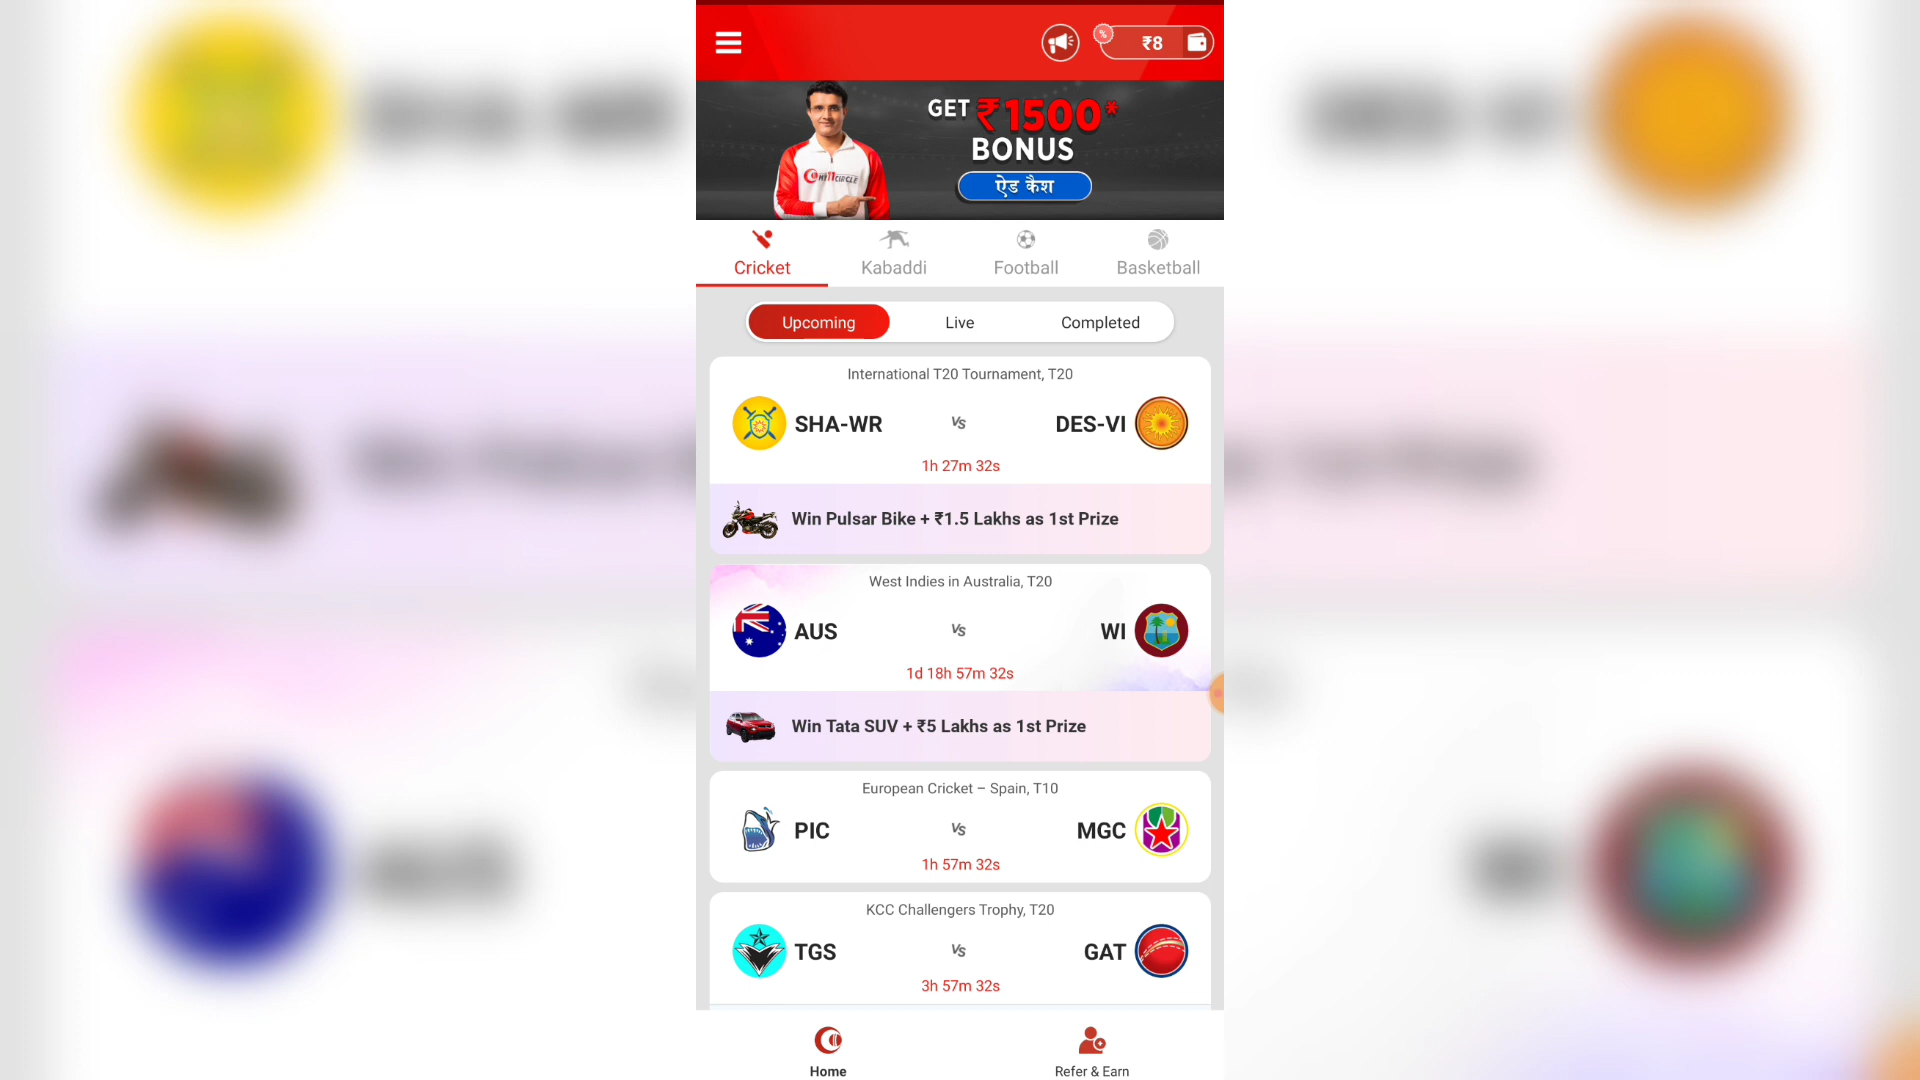 %
₹8
GET ₹1500*
BONUS
ऐड कैश
MY11CIRCLE
Cricket
Kabaddi
Football
Basketball
Upcoming
Live
Completed
International T20 Tournament, T20
SHA-WR
VS
DES-VI
1h 27m 32s
Win Pulsar Bike + ₹1.5 Lakhs as 1st Prize
West Indies in Australia, T20
AUS
VS
WI
1d 18h 57m 32s
Win Tata SUV + ₹5 Lakhs as 1st Prize
European Cricket – Spain, T10
PIC
VS
MGC
1h 57m 32s
KCC Challengers Trophy, T20
TGS
VS
GAT
3h 57m 32s
Home
Refer & Earn